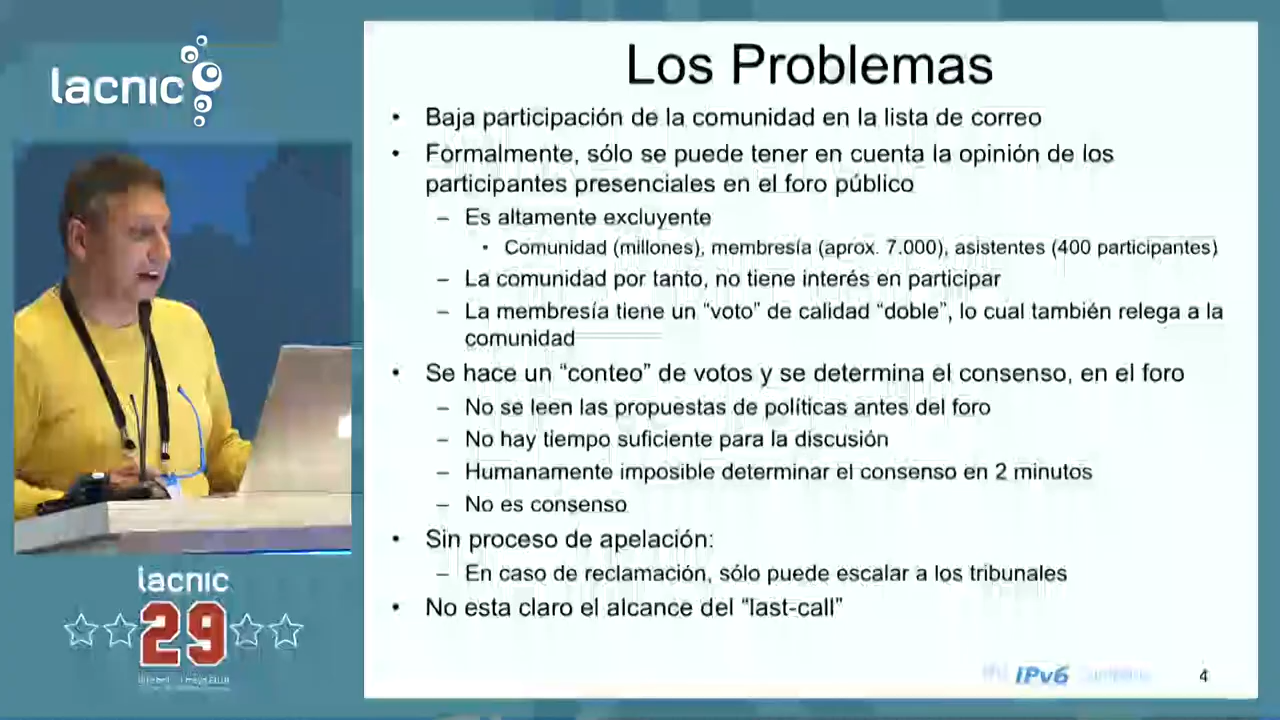 lacnic
Los Problemas
• Baja participación de la comunidad en la lista de correo
• Formalmente, sólo se puede tener en cuenta la opinión de los
participantes presenciales en el foro público
– Es altamente excluyente
• Comunidad (millones), membresía (aprox. 7.000), asistentes (400 participantes)
– La comunidad por tanto, no tiene interés en participar
– La membresía tiene un “voto” de calidad “doble”, lo cual también relega a la
comunidad
• Se hace un “conteo” de votos y se determina el consenso, en el foro
– No se leen las propuestas de políticas antes del foro
– No hay tiempo suficiente para la discusión
– Humanamente imposible determinar el consenso en 2 minutos
– No es consenso
• Sin proceso de apelación:
– En caso de reclamación, sólo puede escalar a los tribunales
• No esta claro el alcance del “last-call”
lacnic
29
IPv6
4